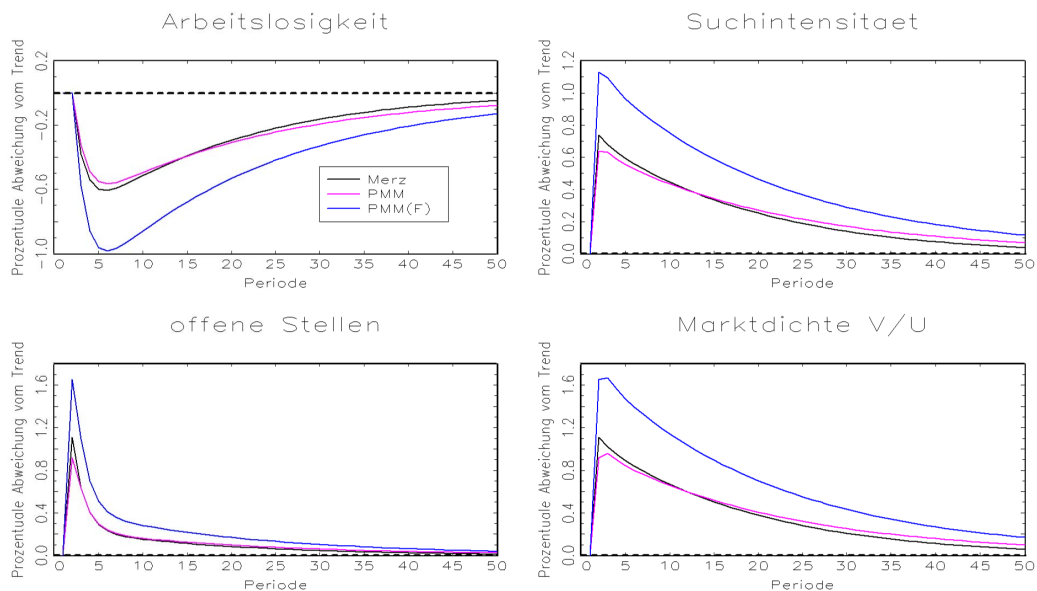 Arbeitslosigkeit
Prozentuale Abweichung vom Trend
0.2
-0.2
-0.6
-1.0
0 5 10 15 20 25 30 35 40 45 50
Periode
Merz
PMM
PMM(F)
Suchintensitaet
Prozentuale Abweichung vom Trend
1.2
1.0
0.8
0.6
0.4
0.2
0.0
0 5 10 15 20 25 30 35 40 45 50
Periode
offene Stellen
Prozentuale Abweichung vom Trend
1.6
1.2
0.8
0.4
0.0
0 5 10 15 20 25 30 35 40 45 50
Periode
Marktdichte V/U
Prozentuale Abweichung vom Trend
1.6
1.2
0.8
0.4
0.0
0 5 10 15 20 25 30 35 40 45 50
Periode